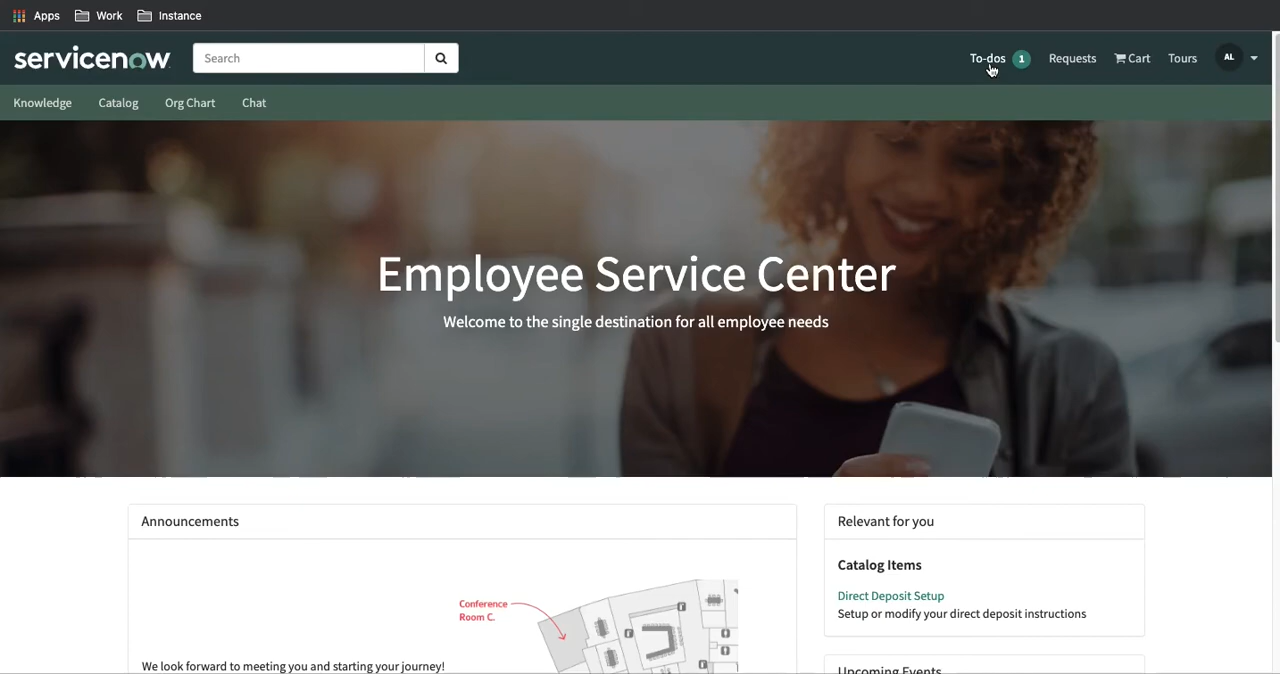 Apps Work Instance
servicenow Search To-dos 1 Requests Cart Tours AL
Knowledge Catalog Org Chart Chat
Employee Service Center
Welcome to the single destination for all employee needs
Announcements
Conference
Room C.
We look forward to meeting you and starting your journey!
Relevant for you
Catalog Items
Direct Deposit Setup
Setup or modify your direct deposit instructions
Upcoming Events